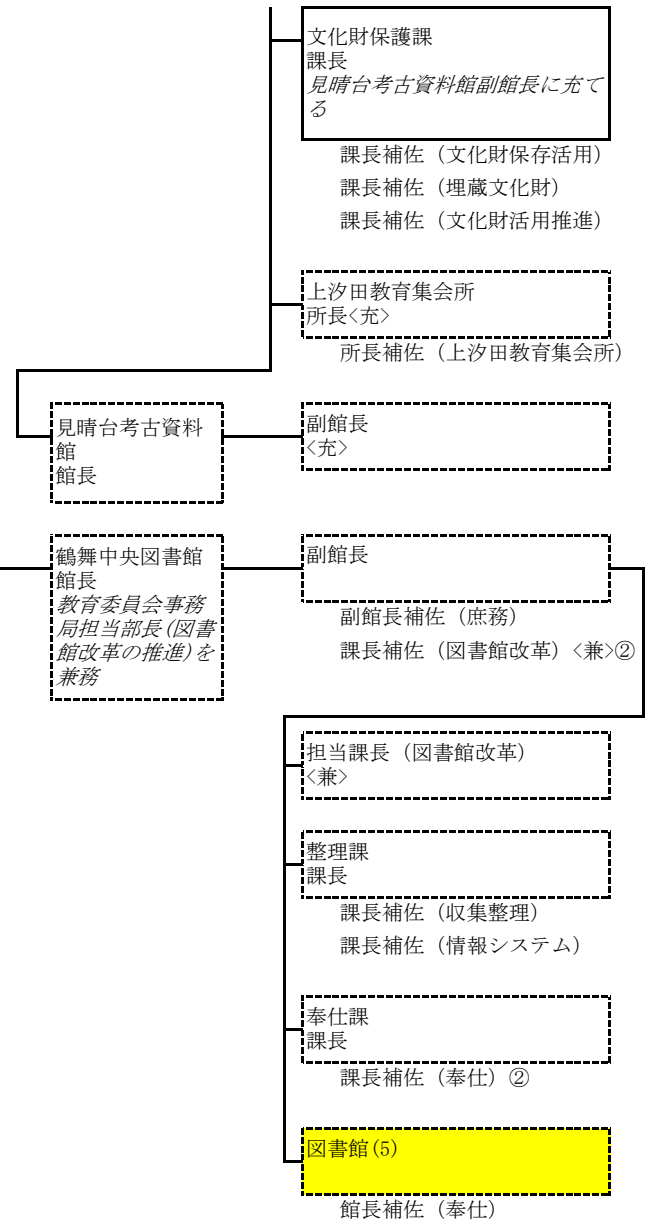 文化財保護課
課長
見晴台考古資料館副館長に充て
る
課長補佐（文化財保存活用）
課長補佐（埋蔵文化財）
課長補佐（文化財活用推進）
上汐田教育集会所
所長<充>
所長補佐（上汐田教育集会所）
見晴台考古資料
館
館長
副館長
<充>
鶴舞中央図書館
館長
教育委員会事務
局担当部長(図書
館改革の推進)を
兼務
副館長
副館長補佐（庶務）
課長補佐（図書館改革）<兼>②
担当課長（図書館改革）
<兼>
整理課
課長
課長補佐（収集整理）
課長補佐（情報システム）
奉仕課
課長
課長補佐（奉仕）②
図書館(5)
館長補佐（奉仕）